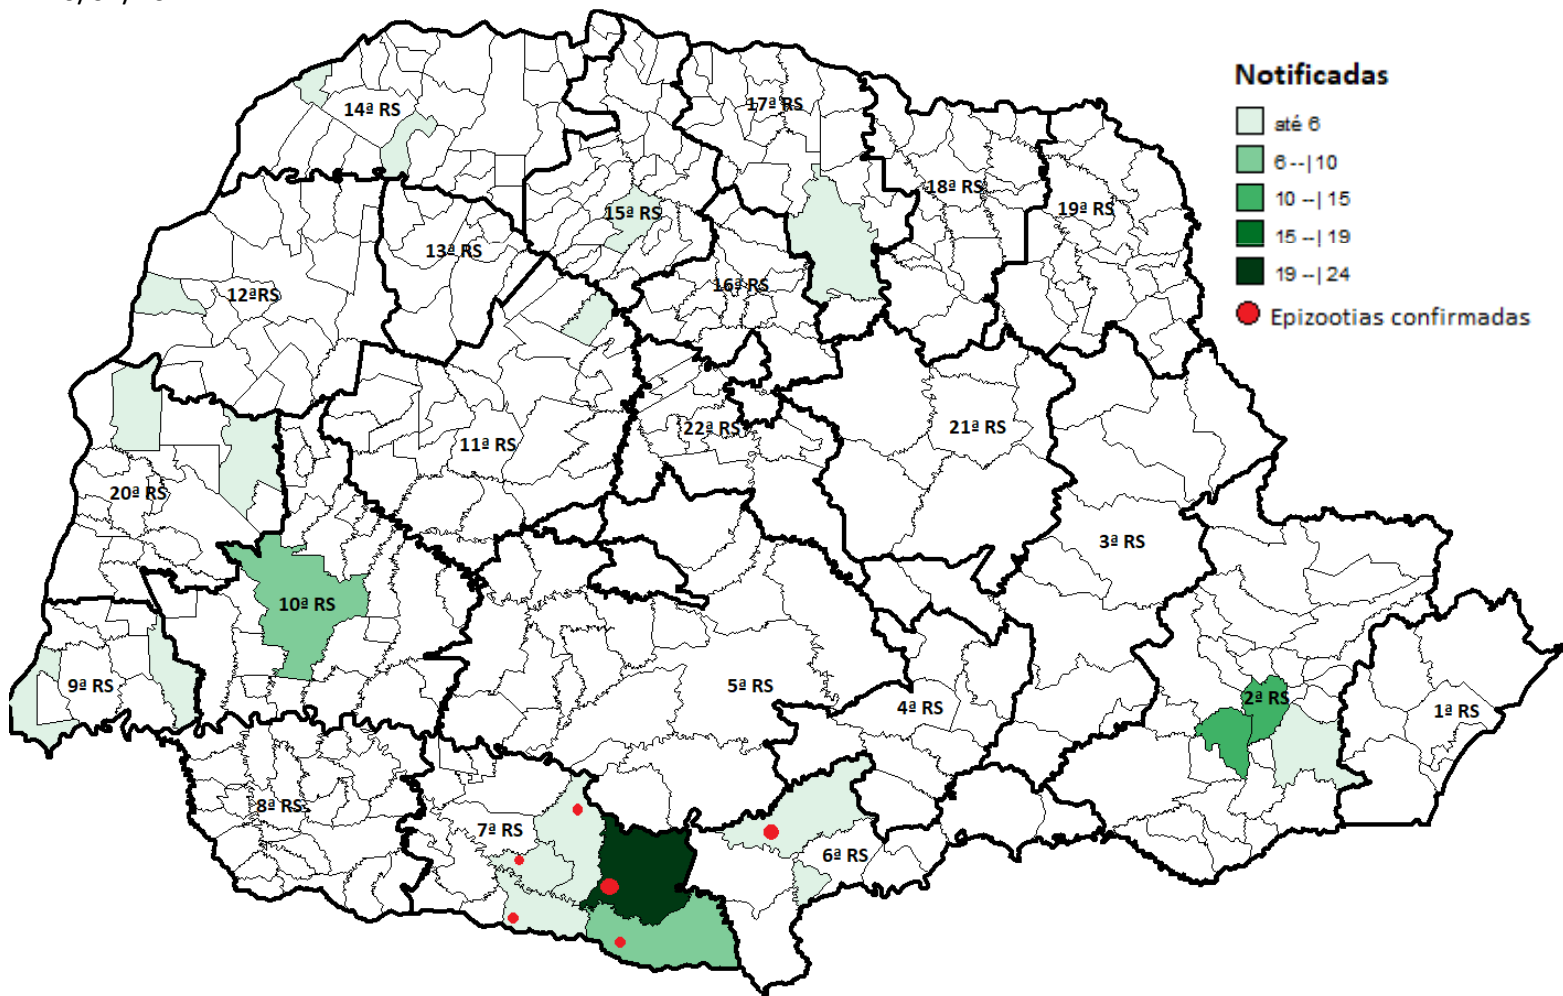 Notificadas
até 6
6 --| 10
10 --| 15
15 --| 19
19 --| 24
Epizootias confirmadas
14ª RS
17ª RS
18ª RS
19ª RS
15ª RS
13ª RS
16ª RS
12ªRS
11ª RS
22ª RS
21ª RS
20ª RS
3ª RS
10ª RS
9ª RS
5ª RS
4ª RS
2ª RS
1ª RS
8ª RS
7ª RS
6ª RS